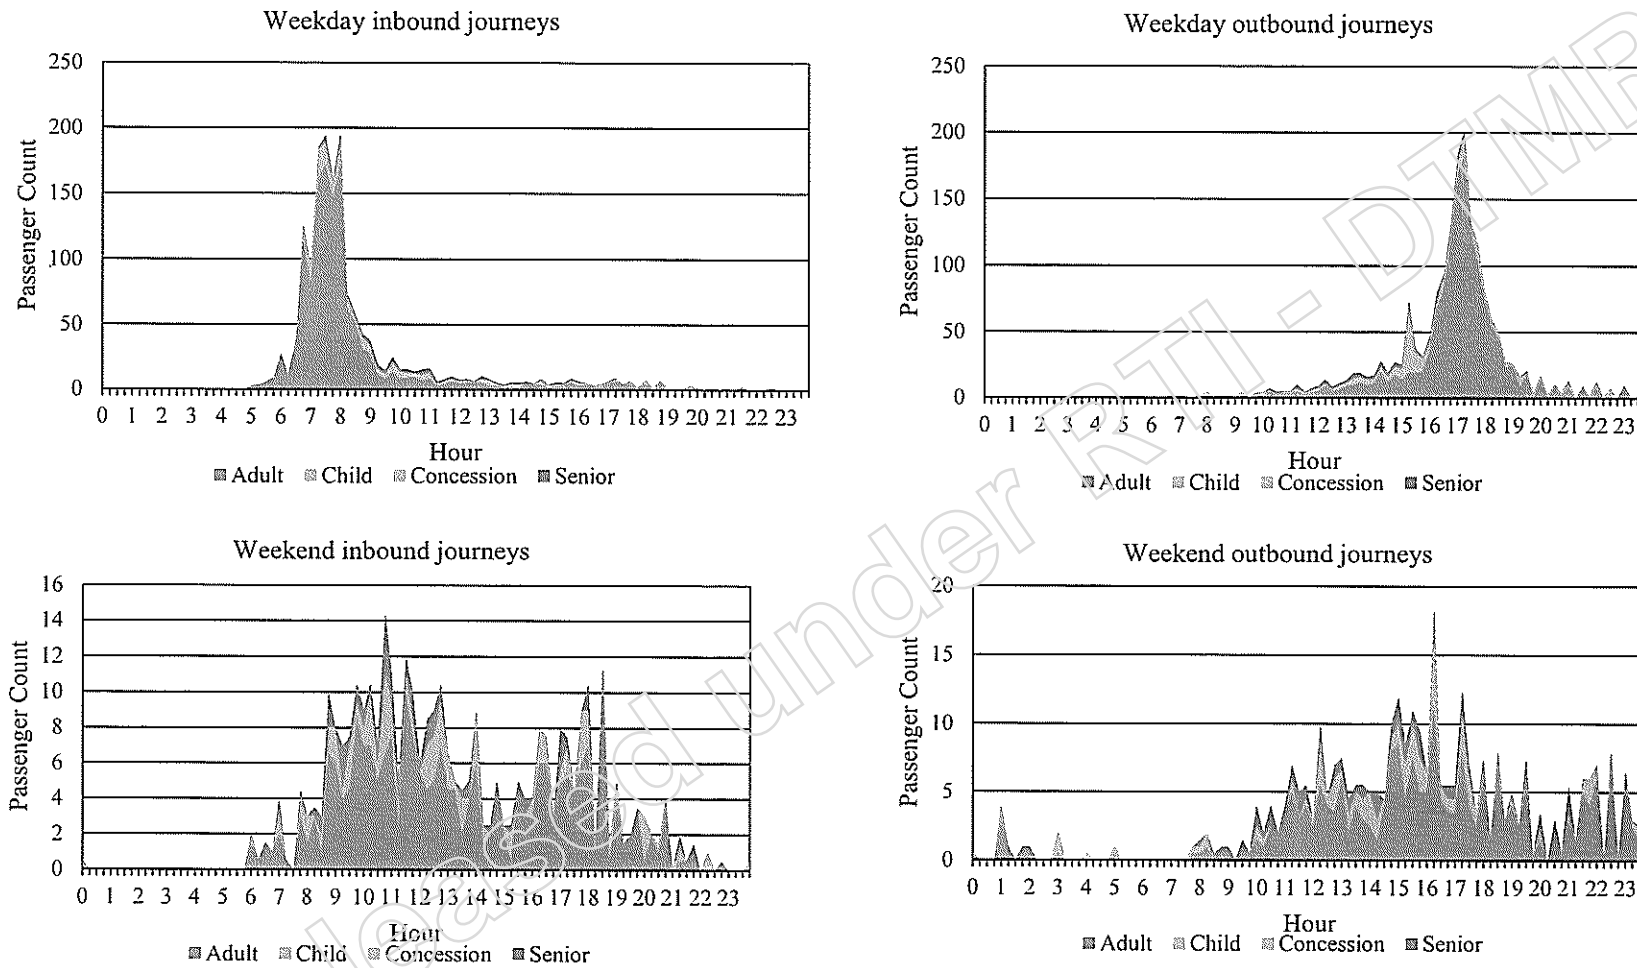 Weekday inbound journeys
250
200
150
100
50
0
Passenger Count
0 1 2 3 4 5 6 7 8 9 10 11 12 13 14 15 16 17 18 19 20 21 22 23
Hour
Adult Child Concession Senior
Weekday outbound journeys
250
200
150
100
50
0
Passenger Count
0 1 2 3 4 5 6 7 8 9 10 11 12 13 14 15 16 17 18 19 20 21 22 23
Hour
Adult Child Concession Senior
Weekend inbound journeys
16
14
12
10
8
6
4
2
0
Passenger Count
0 1 2 3 4 5 6 7 8 9 10 11 12 13 14 15 16 17 18 19 20 21 22 23
Hour
Adult Child Concession Senior
Weekend outbound journeys
20
15
10
5
0
Passenger Count
0 1 2 3 4 5 6 7 8 9 10 11 12 13 14 15 16 17 18 19 20 21 22 23
Hour
Adult Child Concession Senior
leased under RTI - DTMR